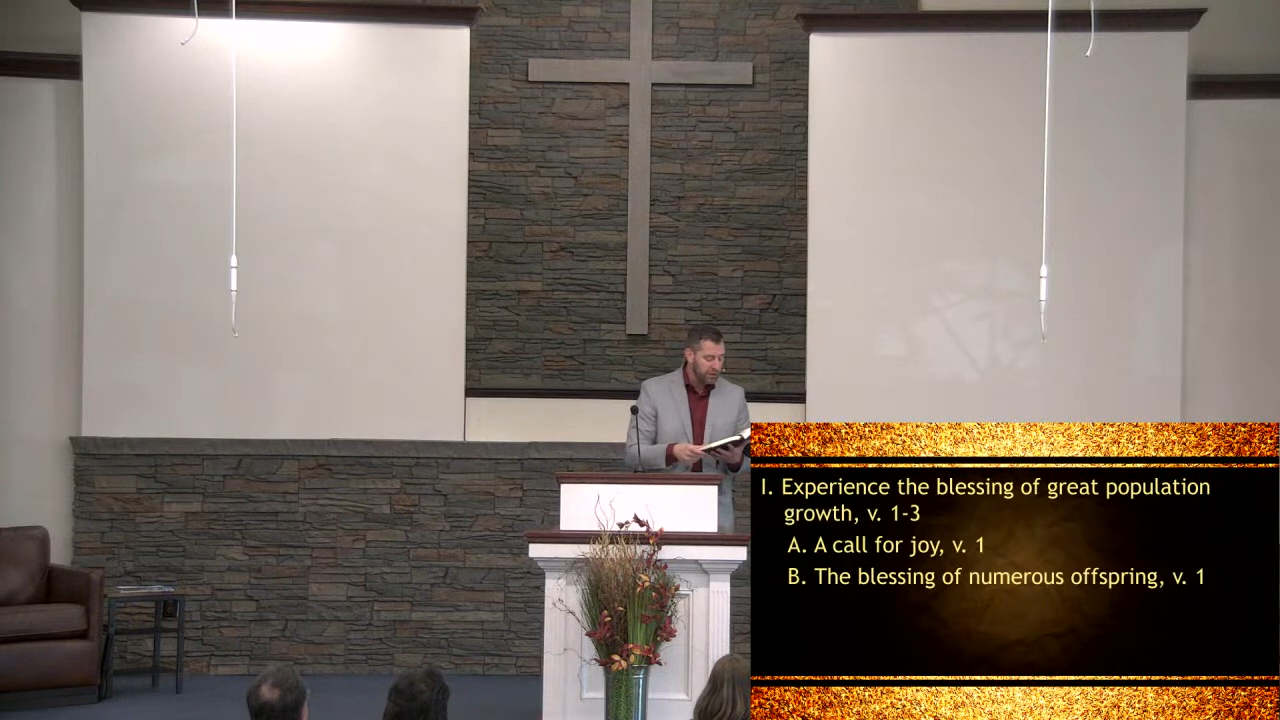 I. Experience the blessing of great population
growth, v. 1-3
A. A call for joy, v. 1
B. The blessing of numerous offspring, v. 1